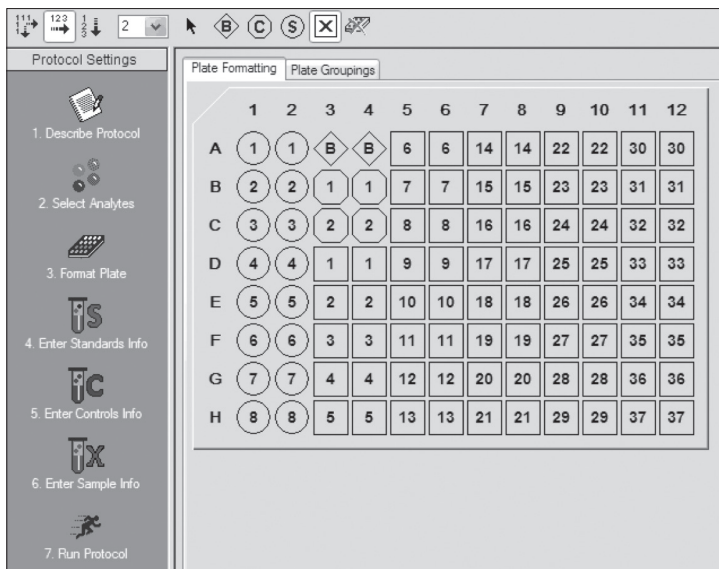 111 123 1 2 3 2 B C S X
Protocol Settings
1. Describe Protocol
2. Select Analytes
3. Format Plate
S
4. Enter Standards Info
C
5. Enter Controls Info
X
6. Enter Sample Info
7. Run Protocol
Plate Formatting Plate Groupings
1 2 3 4 5 6 7 8 9 10 11 12
A 1 1 B B 6 6 14 14 22 22 30 30
B 2 2 1 1 7 7 15 15 23 23 31 31
C 3 3 2 2 8 8 16 16 24 24 32 32
D 4 4 1 1 9 9 17 17 25 25 33 33
E 5 5 2 2 10 10 18 18 26 26 34 34
F 6 6 3 3 11 11 19 19 27 27 35 35
G 7 7 4 4 12 12 20 20 28 28 36 36
H 8 8 5 5 13 13 21 21 29 29 37 37